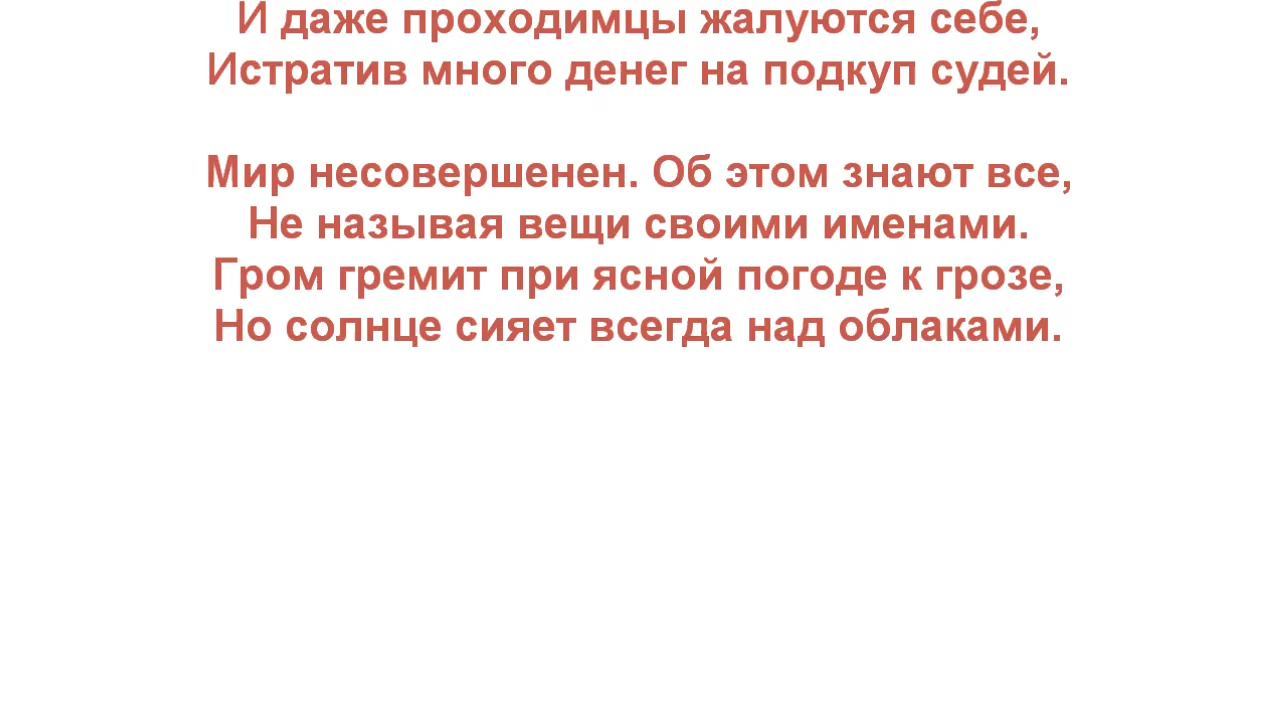 И даже проходимцы жалуются себе,
Истратив много денег на подкуп судей.
Мир несовершенен. Об этом знают все,
Не называя вещи своими именами.
Гром гремит при ясной погоде к грозе,
Но солнце сияет всегда над облаками.